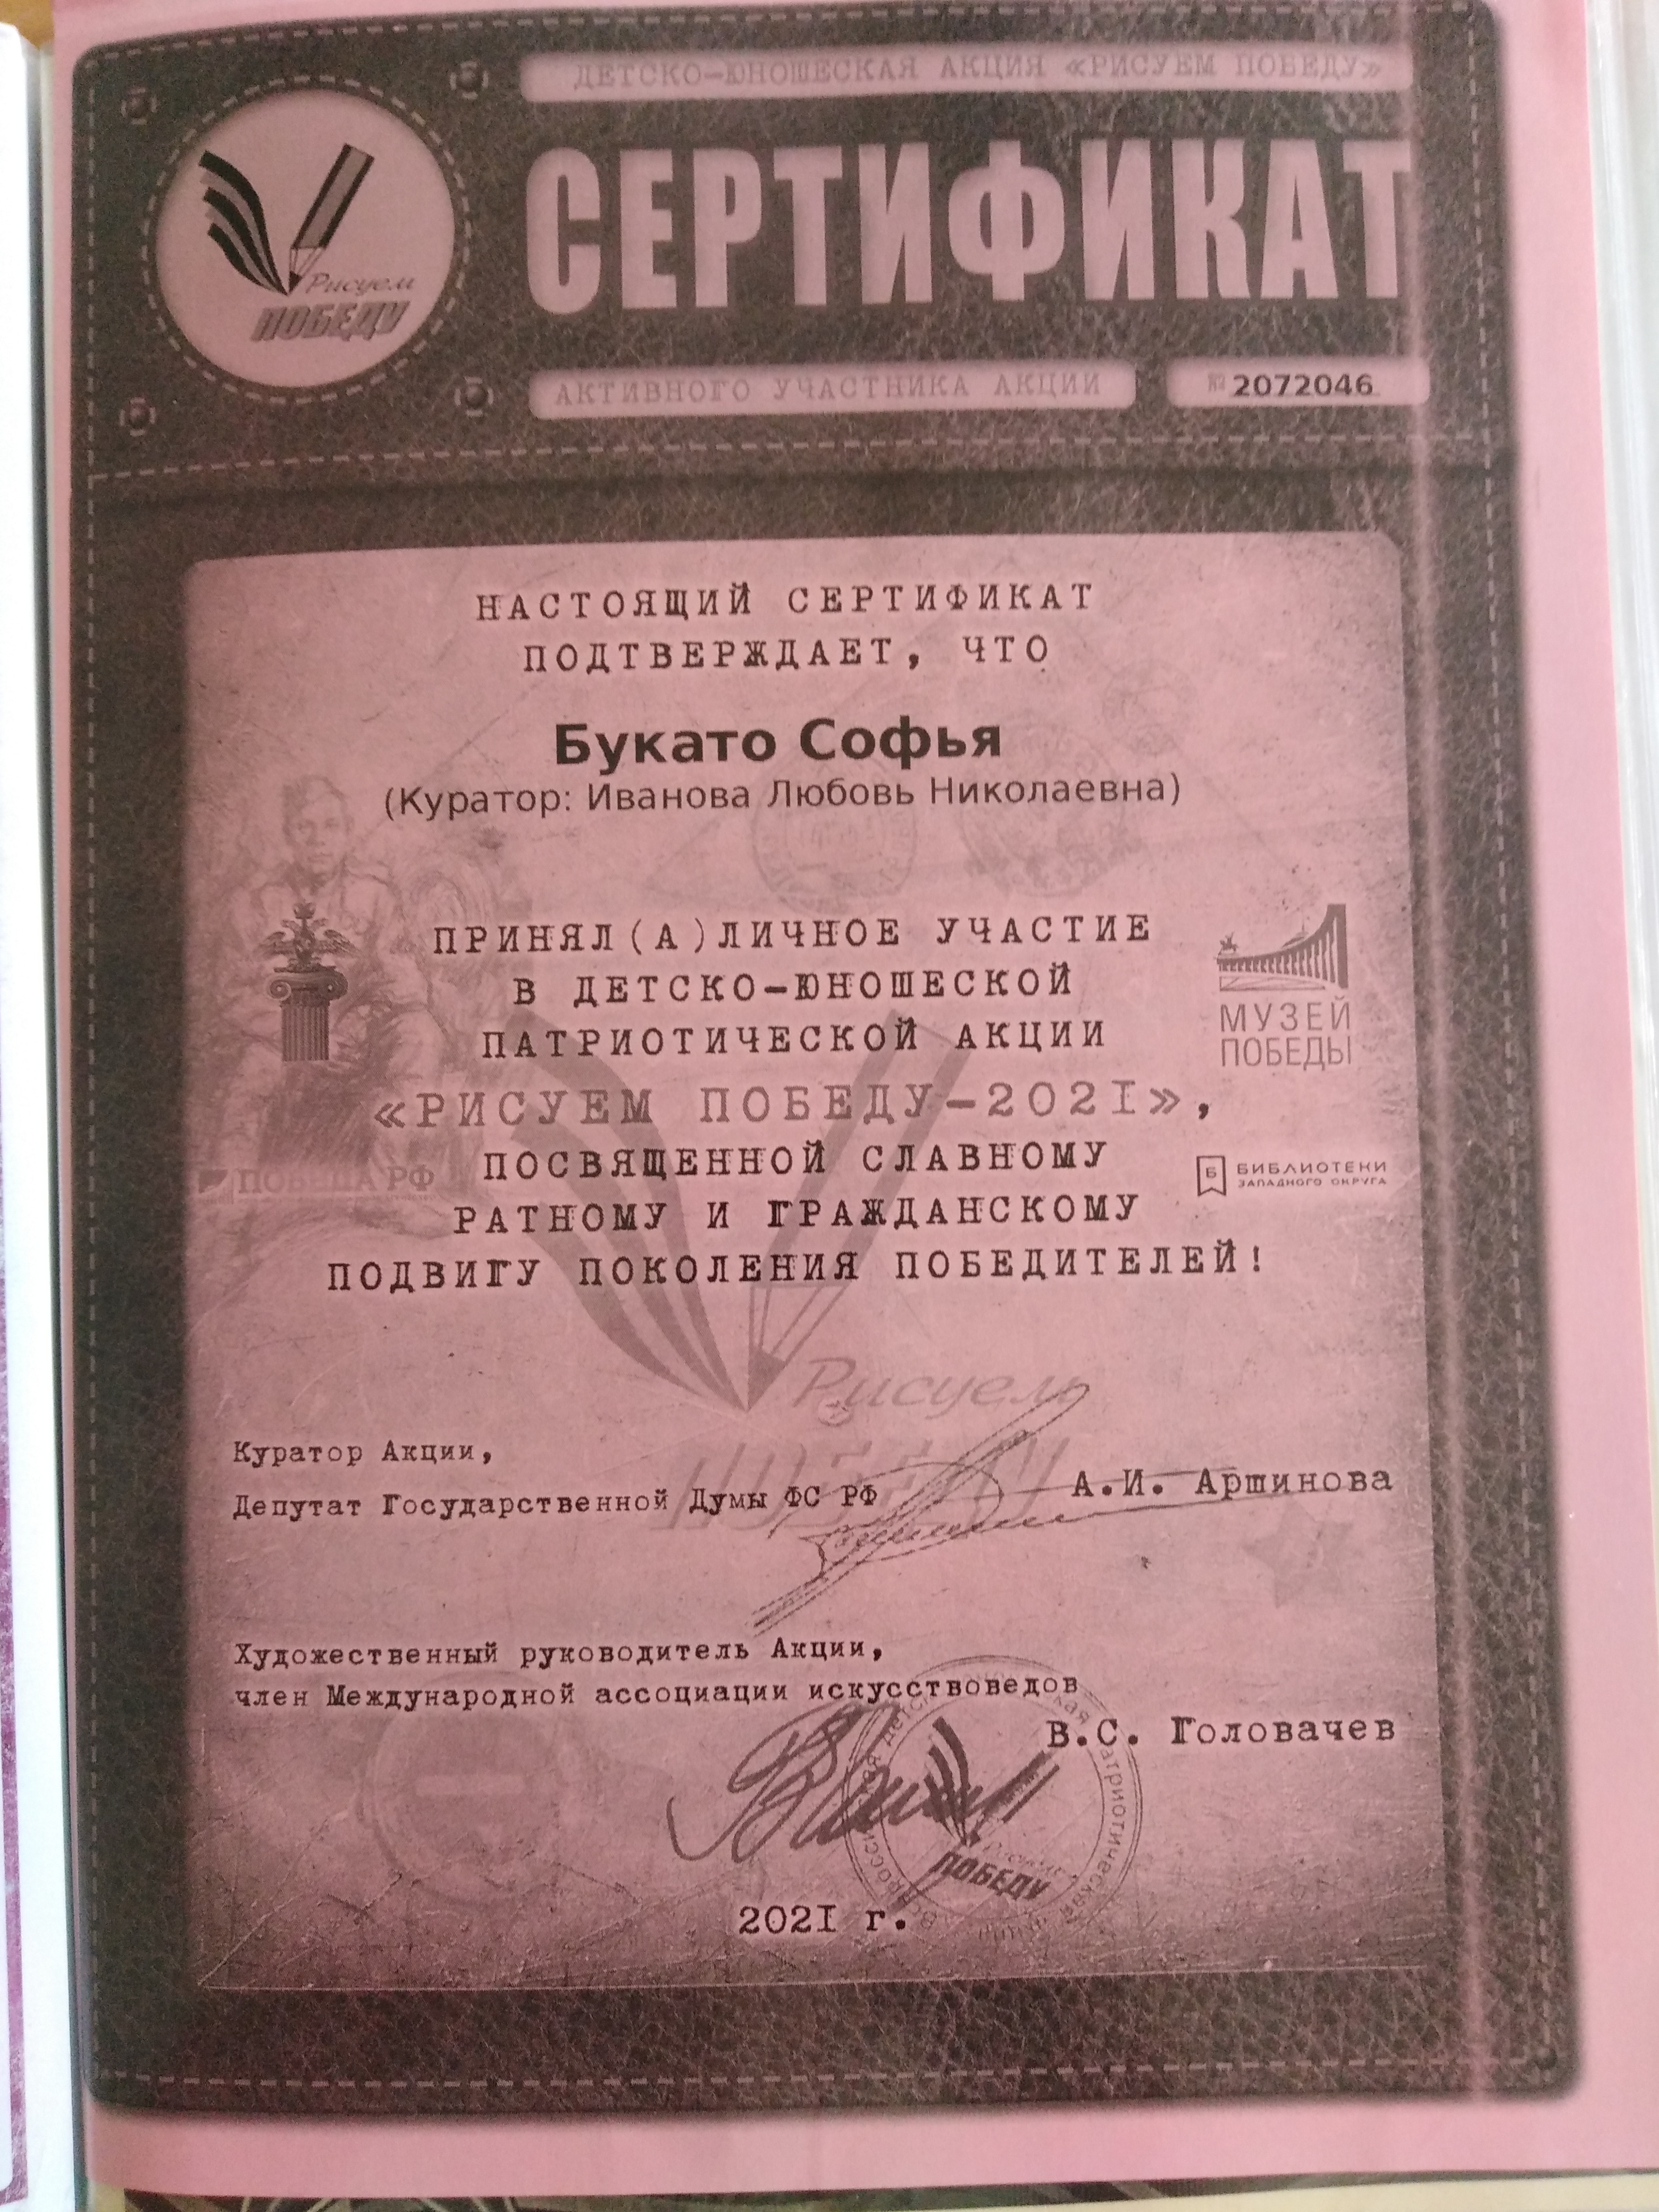 ДЕТСКО-ЮНОШЕСКАЯ АКЦИЯ «РИСУЕМ ПОБЕДУ»
СЕРТИФИКАТ
Рисуем
ПОБЕДУ
АКТИВНОГО УЧАСТНИКА АКЦИИ
№ 2072046
НАСТОЯЩИЙ СЕРТИФИКАТ
ПОДТВЕРЖДАЕТ, ЧТО
Букато Софья
(Куратор: Иванова Любовь Николаевна)
ПРИНЯЛ(А)ЛИЧНОЕ УЧАСТИЕ
В ДЕТСКО-ЮНОШЕСКОЙ
ПАТРИОТИЧЕСКОЙ АКЦИИ
«РИСУЕМ ПОБЕДУ-2021»,
ПОСВЯЩЕННОЙ СЛАВНОМУ
РАТНОМУ И ГРАЖДАНСКОМУ
ПОДВИГУ ПОКОЛЕНИЯ ПОБЕДИТЕЛЕЙ!
МУЗЕЙ
ПОБЕДЫ
ПОБЕДА РФ
БИБЛИОТЕКИ
ЗАПАДНОГО ОКРУГА
Рисуем
ПОБЕДУ
Куратор Акции,
Депутат Государственной Думы ФС РФ
А.И. Аршинова
Художественный руководитель Акции,
член Международной ассоциации искусствоведов
В.С. Головачев
ПОБЕДУ
2021 г.